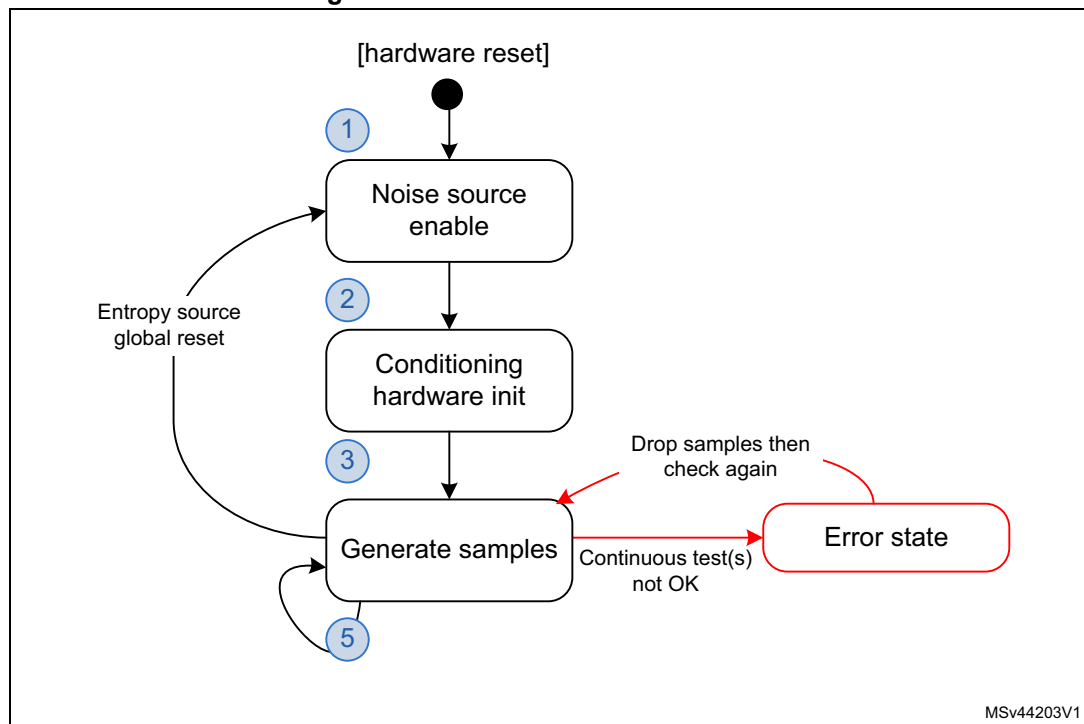 [hardware reset]
1
Noise source
enable
2
Entropy source
global reset
Conditioning
hardware init
3
Drop samples then
check again
Generate samples
Continuous test(s)
not OK
Error state
5
MSv44203V1